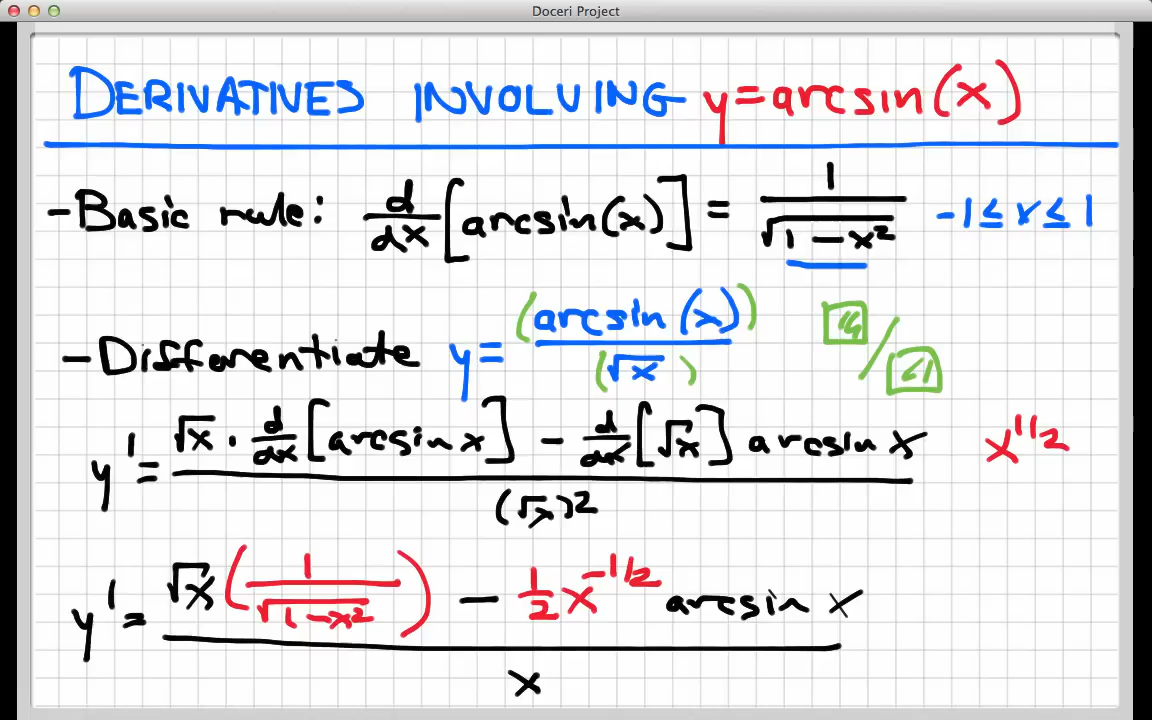 Doceri Project
DERIVATIVES INVOLVING y=arcsin(x)
-Basic rule: d/dx [arcsin(x)] = 1/√(1-x²) -1≤x≤1
-Differentiate y= (arcsin(x))/(√x)
y' = (√x · d/dx [arcsin x] - d/dx [√x] arcsin x)/(√x)² x^1/2
y' = (√x (1/√(1-x²)) - 1/2 x^-1/2 arcsin x)/x